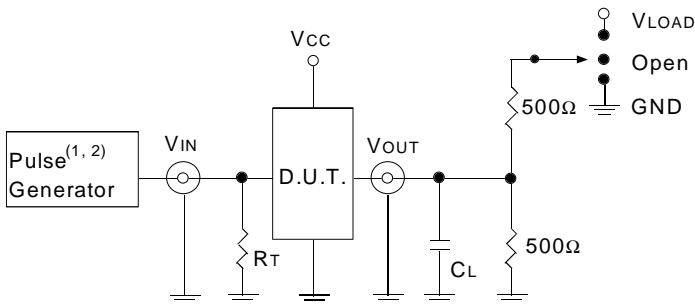 VLOAD
VCC
Open
500Ω
GND
Pulse(1, 2)
Generator
VIN
D.U.T.
VOUT
RT
CL
500Ω